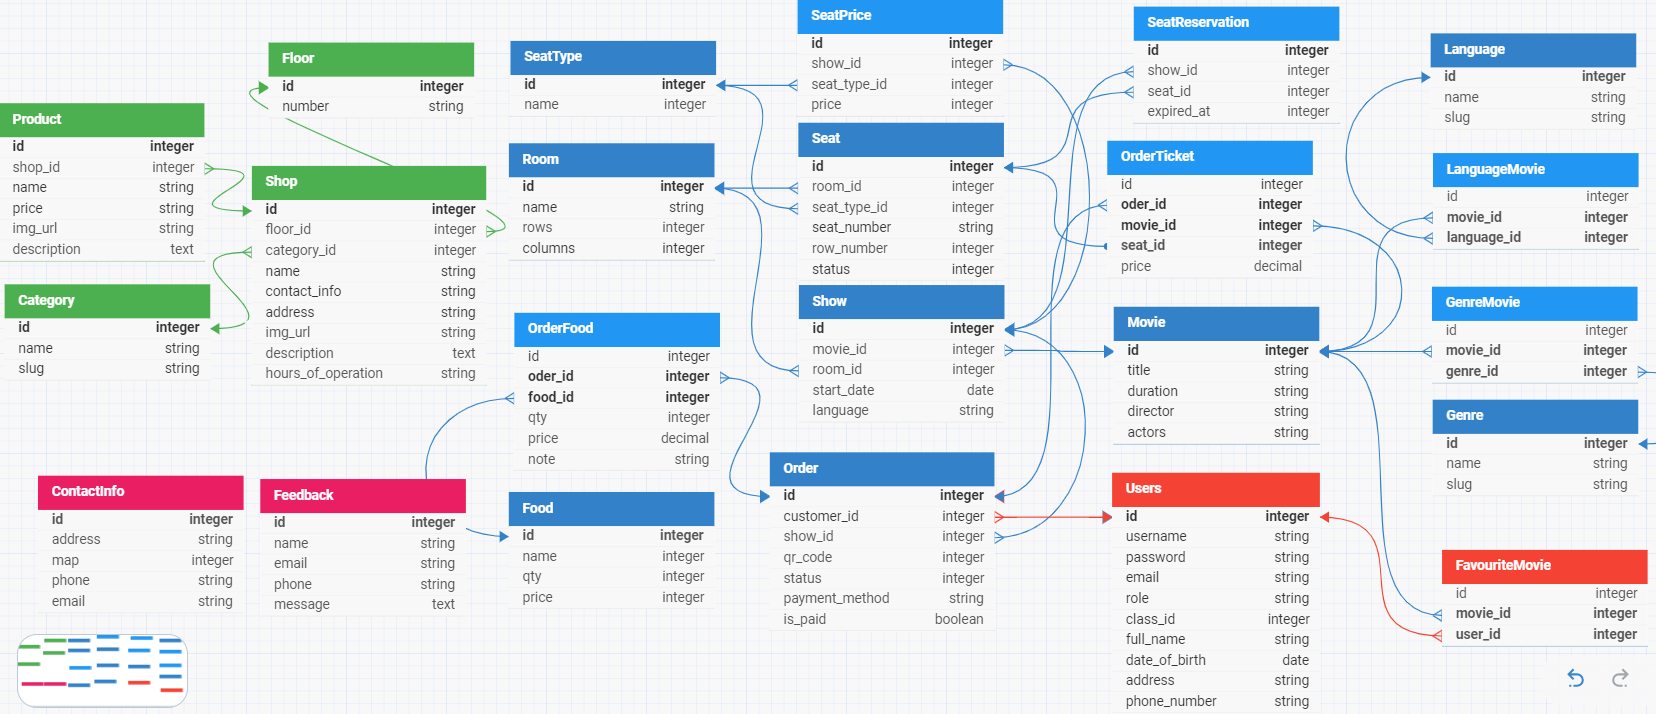 Floor
id integer
number string
Product
id integer
shop_id integer
name string
price string
img_url string
description text
Category
id integer
name string
slug string
Shop
id integer
floor_id integer
category_id integer
name string
contact_info string
address string
img_url string
description text
hours_of_operation string
ContactInfo
id integer
address string
map integer
phone string
email string
Feedback
id integer
name string
email string
phone string
message text
SeatType
id integer
name integer
Room
id integer
name string
rows integer
columns integer
OrderFood
id integer
oder_id integer
food_id integer
qty integer
price decimal
note string
Food
id integer
name integer
qty integer
price integer
SeatPrice
id integer
show_id integer
seat_type_id integer
price integer
Seat
id integer
room_id integer
seat_type_id integer
seat_number string
row_number integer
status integer
Show
id integer
movie_id integer
room_id integer
start_date date
language string
Order
id integer
customer_id integer
show_id integer
qr_code integer
status integer
payment_method string
is_paid boolean
SeatReservation
id integer
show_id integer
seat_id integer
expired_at integer
OrderTicket
id integer
oder_id integer
movie_id integer
seat_id integer
price decimal
Movie
id integer
title string
duration string
director string
actors string
Users
id integer
username string
password string
email string
role string
class_id integer
full_name string
date_of_birth date
address string
phone_number string
Language
id integer
name string
slug string
LanguageMovie
id integer
movie_id integer
language_id integer
GenreMovie
id integer
movie_id integer
genre_id integer
Genre
id integer
name string
slug string
FavouriteMovie
id integer
movie_id integer
user_id integer